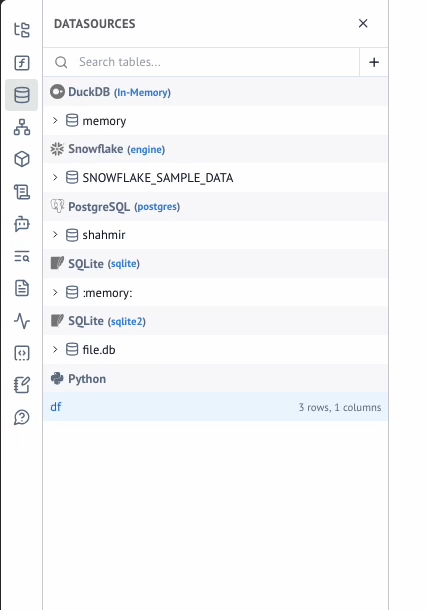 DATASOURCES
Search tables...
DuckDB (In-Memory)
memory
Snowflake (engine)
SNOWFLAKE_SAMPLE_DATA
PostgreSQL (postgres)
shahmir
SQLite (sqlite)
:memory:
SQLite (sqlite2)
file.db
Python
df 3 rows, 1 columns